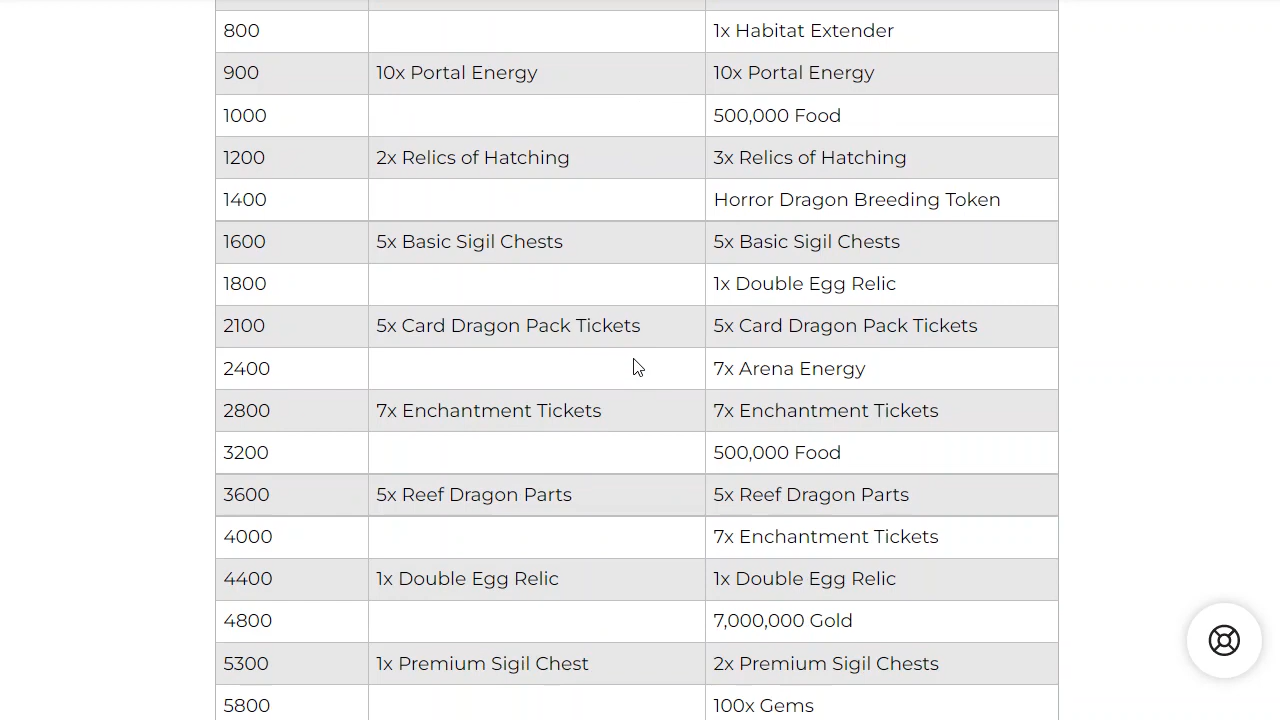 800 1x Habitat Extender
900 10x Portal Energy 10x Portal Energy
1000 500,000 Food
1200 2x Relics of Hatching 3x Relics of Hatching
1400 Horror Dragon Breeding Token
1600 5x Basic Sigil Chests 5x Basic Sigil Chests
1800 1x Double Egg Relic
2100 5x Card Dragon Pack Tickets 5x Card Dragon Pack Tickets
2400 7x Arena Energy
2800 7x Enchantment Tickets 7x Enchantment Tickets
3200 500,000 Food
3600 5x Reef Dragon Parts 5x Reef Dragon Parts
4000 7x Enchantment Tickets
4400 1x Double Egg Relic 1x Double Egg Relic
4800 7,000,000 Gold
5300 1x Premium Sigil Chest 2x Premium Sigil Chests
5800 100x Gems